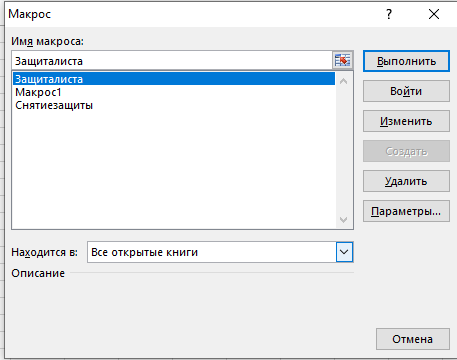 Макрос
?
Имя макроса:
Защиталиста
Защиталиста
Макрос1
Снятиезащиты
Выполнить
Войти
Изменить
Создать
Удалить
Параметры...
Находится в:
Все открытые книги
Описание
Отмена